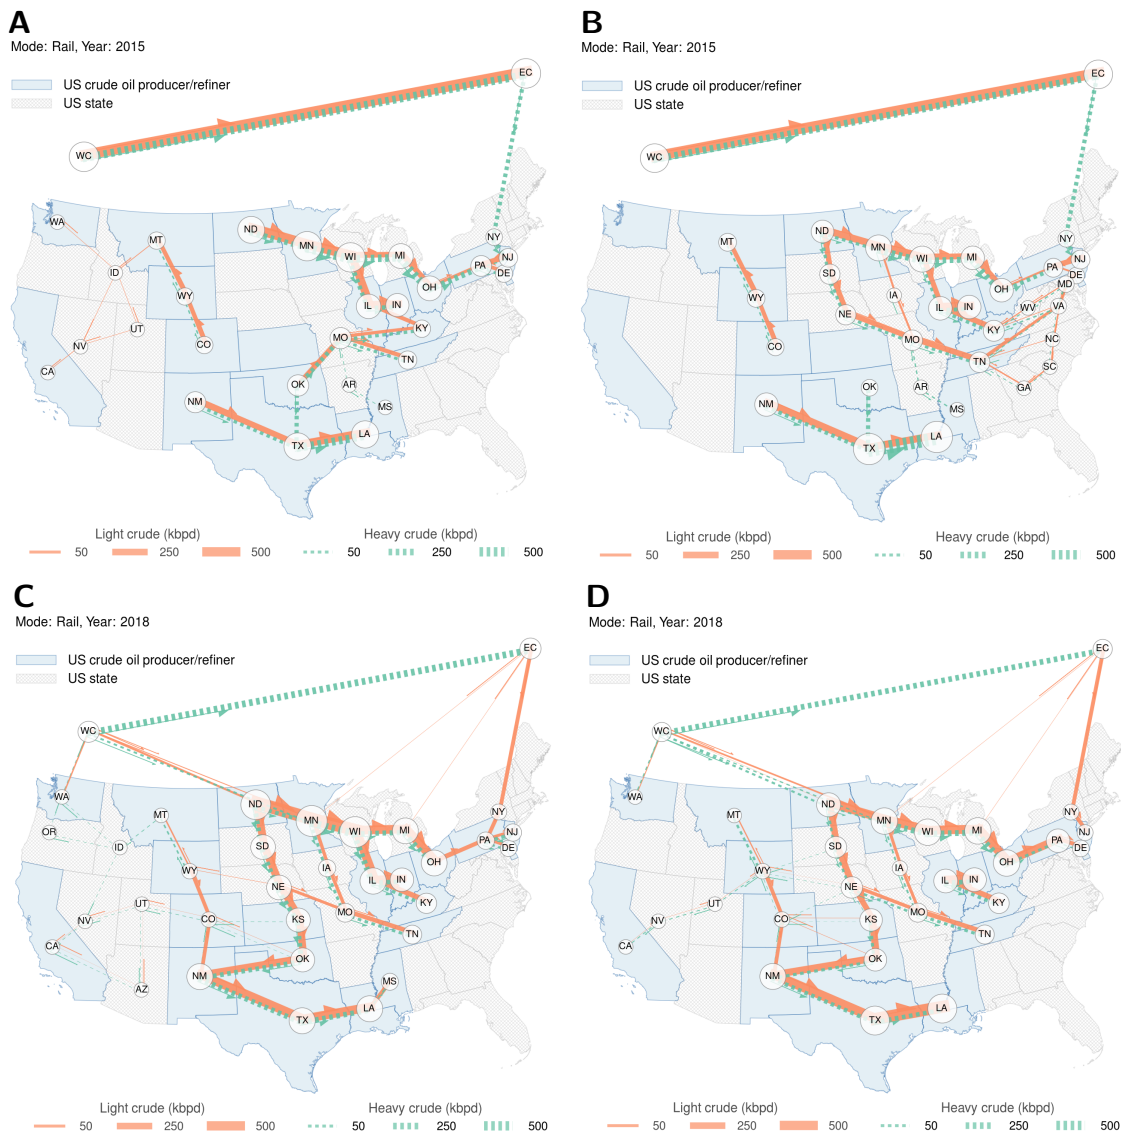 A
Mode: Rail, Year: 2015
US crude oil producer/refiner
US state
EC
WC
WA
MT
ND
MN
WI
MI
NY
NJ
PA
DE
OH
ID
WY
IL
IN
UT
NV
CO
CA
MO
KY
TN
OK
AR
MS
NM
TX
LA
Light crude (kbpd)
50 250 500
Heavy crude (kbpd)
50 250 500
B
Mode: Rail, Year: 2015
US crude oil producer/refiner
US state
EC
WC
MT
ND
MN
WI
MI
NY
NJ
PA
DE
MD
OH
SD
WY
IA
IL
IN
WV
VA
NE
KY
CO
MO
NC
TN
SC
GA
OK
AR
MS
NM
TX
LA
Light crude (kbpd)
50 250 500
Heavy crude (kbpd)
50 250 500
C
Mode: Rail, Year: 2018
US crude oil producer/refiner
US state
EC
WC
WA
MT
ND
MN
WI
MI
NY
NJ
PA
DE
OH
OR
ID
SD
WY
IA
IL
IN
NE
KY
UT
NV
CO
KS
MO
TN
CA
OK
AZ
NM
MS
TX
LA
Light crude (kbpd)
50 250 500
Heavy crude (kbpd)
50 250 500
D
Mode: Rail, Year: 2018
US crude oil producer/refiner
US state
EC
WC
WA
MT
ND
MN
WI
MI
NY
NJ
PA
DE
OH
SD
WY
IA
IL
IN
NE
KY
UT
NV
CO
KS
MO
TN
CA
OK
NM
TX
LA
Light crude (kbpd)
50 250 500
Heavy crude (kbpd)
50 250 500